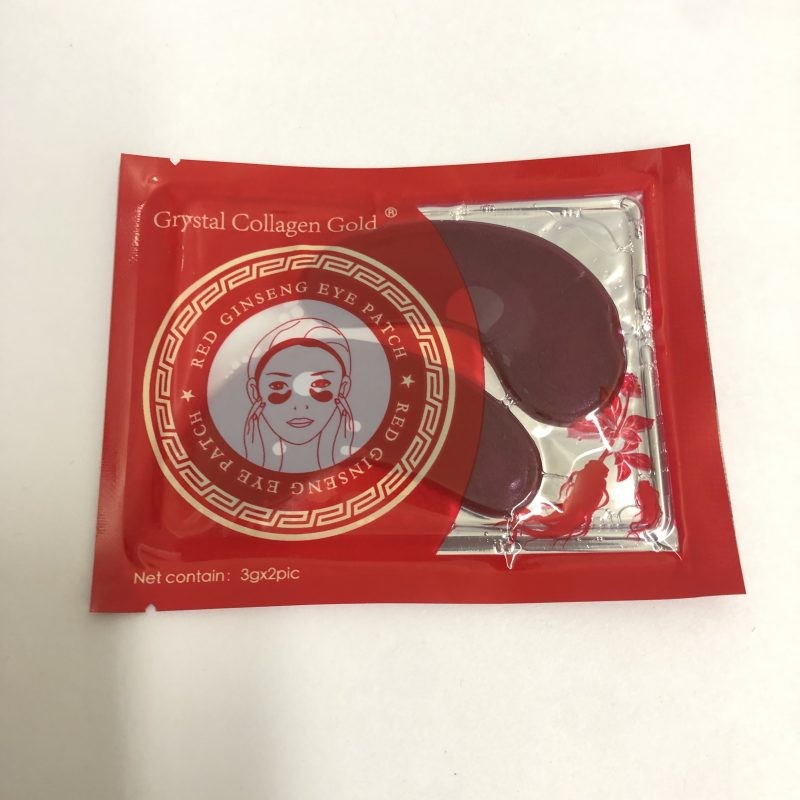 Grystal Collagen Gold ®
RED GINSENG EYE PATCH
★ RED GINSENG EYE PATCH ★
Net contain: 3gx2pic